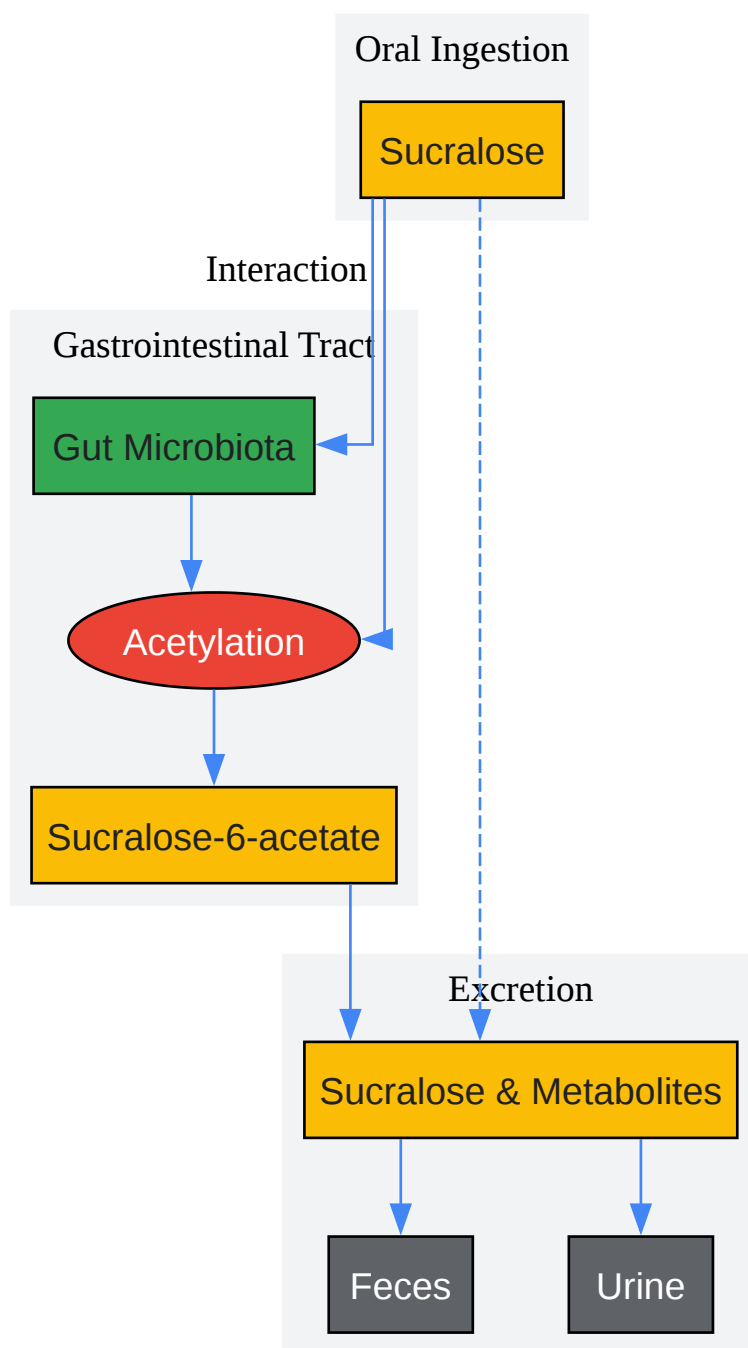 Oral Ingestion
Sucralose
Interaction
Gastrointestinal Tract
Gut Microbiota
Acetylation
Sucralose-6-acetate
Excretion
Sucralose & Metabolites
Feces
Urine